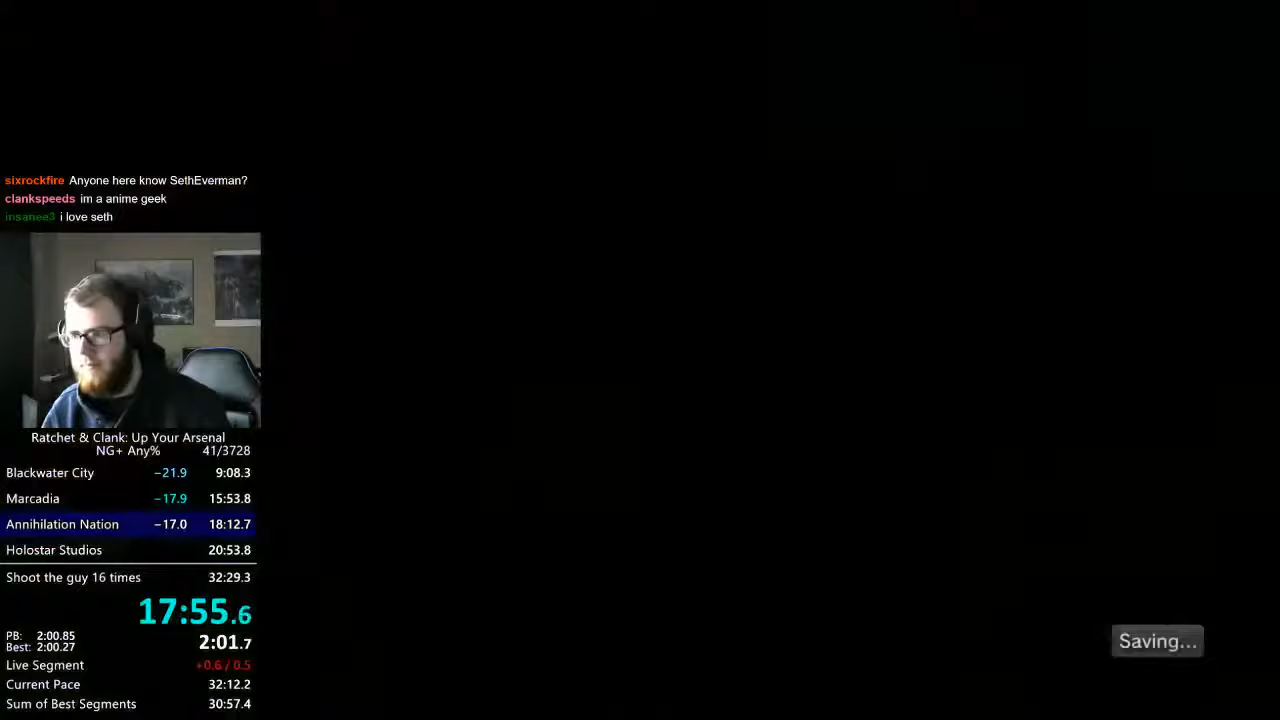 sixrockfire Anyone here know SethEverman?
clankspeeds im a anime geek
insanee3 i love seth
Ratchet & Clank: Up Your Arsenal
NG+ Any% 41/3728
Blackwater City −21.9 9:08.3
Marcadia −17.9 15:53.8
Annihilation Nation −17.0 18:12.7
Holostar Studios 20:53.8
Shoot the guy 16 times 32:29.3
17:55.6
PB: 2:00.85
Best: 2:00.27 2:01.7
Live Segment +0.6 / 0.5
Saving...
Current Pace 32:12.2
Sum of Best Segments 30:57.4